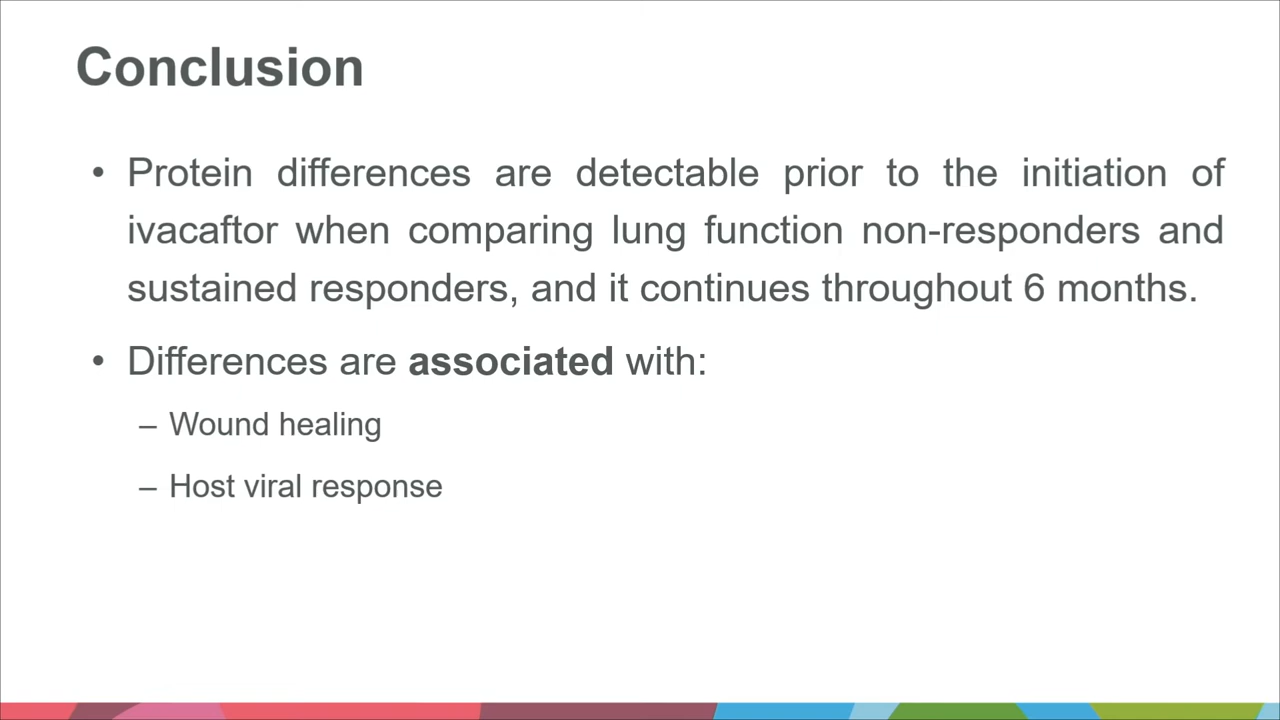 Conclusion
• Protein differences are detectable prior to the initiation of
ivacaftor when comparing lung function non-responders and
sustained responders, and it continues throughout 6 months.
• Differences are associated with:
– Wound healing
– Host viral response